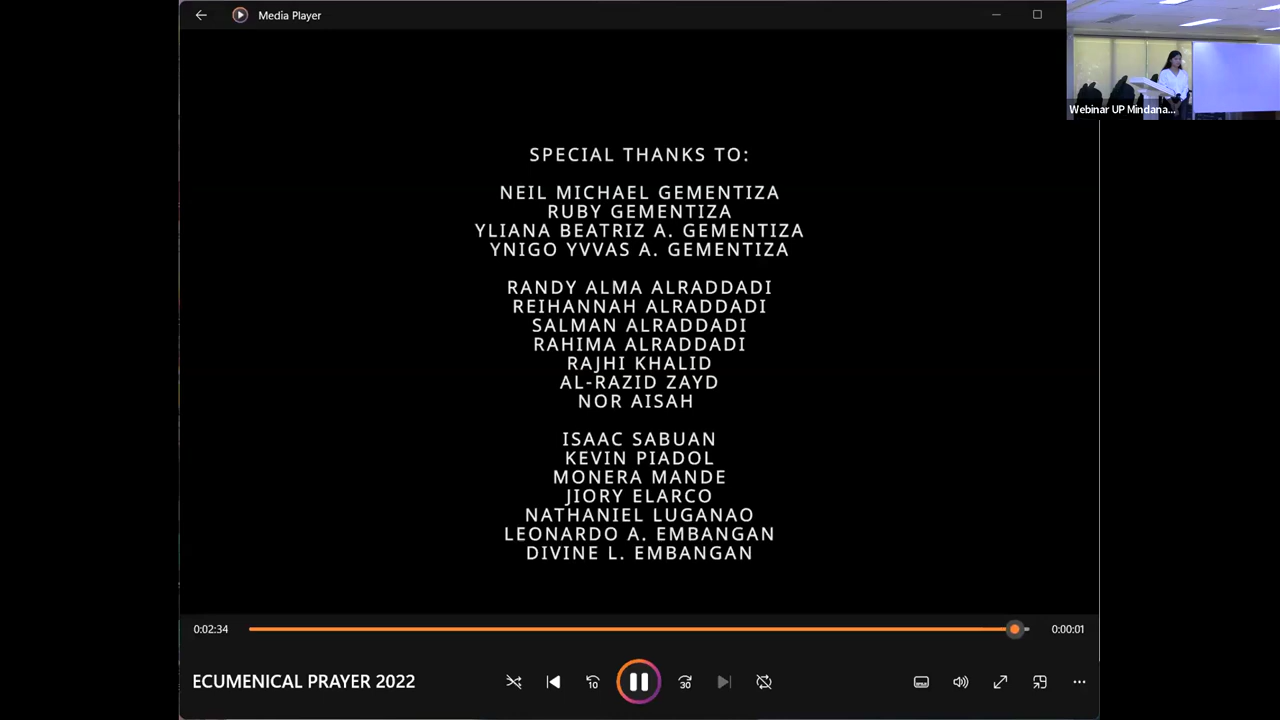 Media Player
Webinar UP Mindana...
SPECIAL THANKS TO:
NEIL MICHAEL GEMENTIZA
RUBY GEMENTIZA
YLIANA BEATRIZ A. GEMENTIZA
YNIGO YVVAS A. GEMENTIZA
RANDY ALMA ALRADDADI
REIHANNAH ALRADDADI
SALMAN ALRADDADI
RAHIMA ALRADDADI
RAJHI KHALID
AL-RAZID ZAYD
NOR AISAH
ISAAC SABUAN
KEVIN PIADOL
MONERA MANDE
JIORY ELARCO
NATHANIEL LUGANAO
LEONARDO A. EMBANGAN
DIVINE L. EMBANGAN
0:02:34
0:00:01
ECUMENICAL PRAYER 2022
10
30